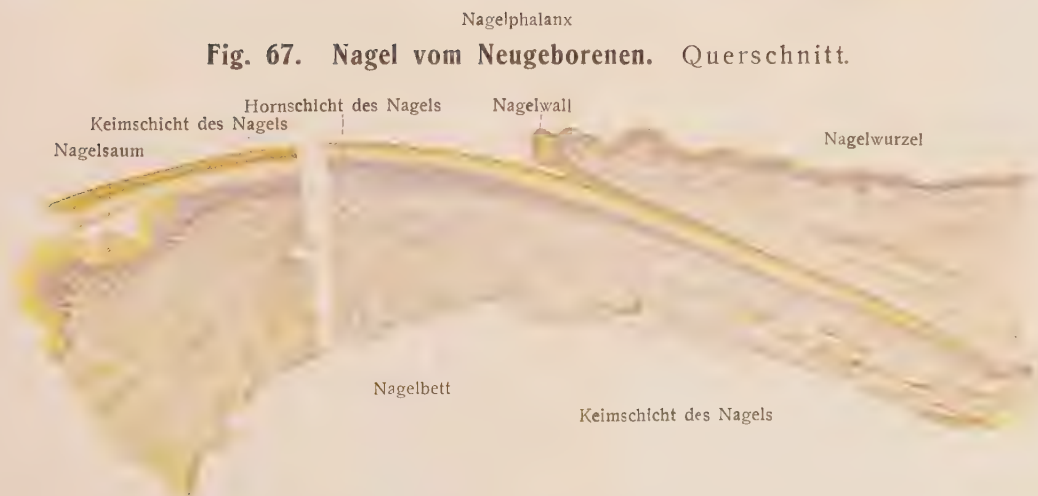 Nagelphalanx
Fig. 67. Nagel vom Neugeborenen. Querschnitt.
Hornschicht des Nagels
Nagelwall
Keimschicht des Nagels
Nagelwurzel
Nagelsaum
Nagelbett
Keimschicht des Nagels